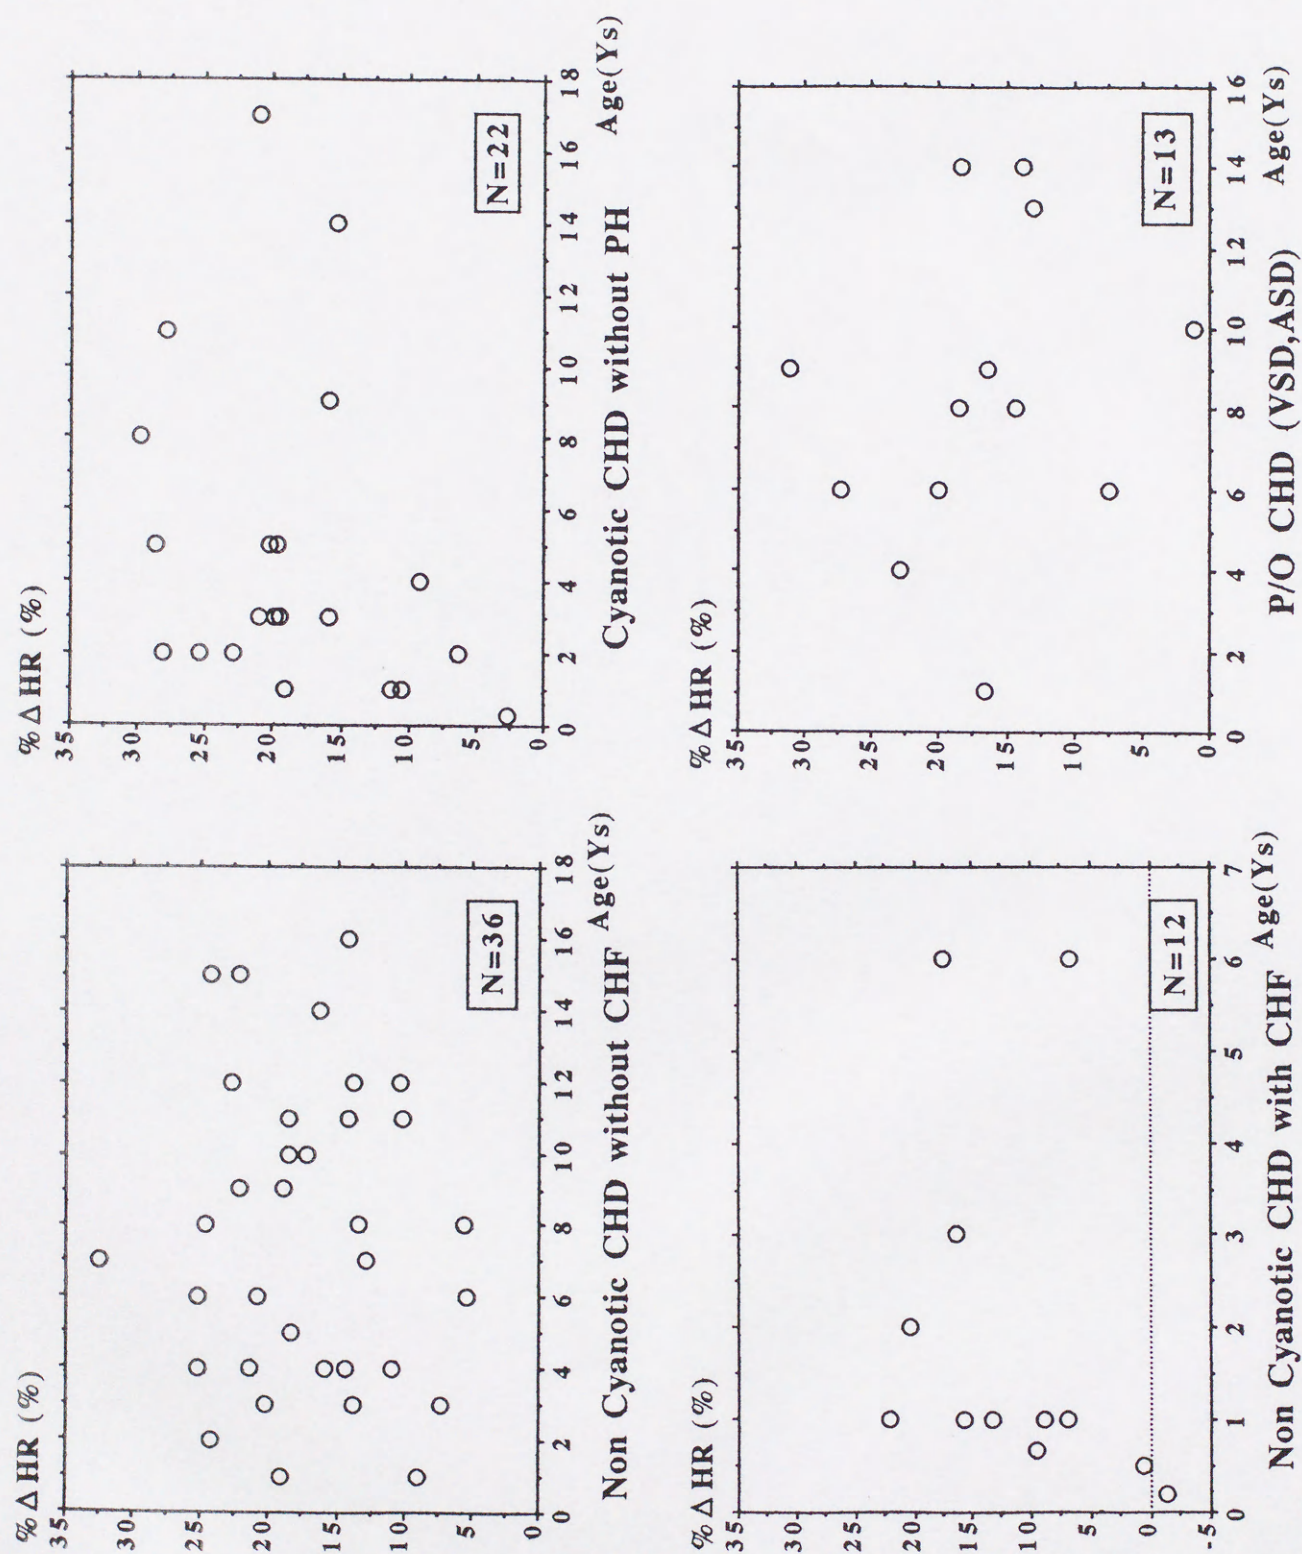 %ΔHR (%)
35
30
25
20
15
10
5
0
0 2 4 6 8 10 12 14 16 18
N=36
Age(Ys)
Non Cyanotic CHD without CHF
%ΔHR (%)
35
30
25
20
15
10
5
0
0 2 4 6 8 10 12 14 16 18
N=22
Age(Ys)
Cyanotic CHD without PH
%ΔHR (%)
35
30
25
20
15
10
5
0
-5
0 1 2 3 4 5 6 7
N=12
Age(Ys)
Non Cyanotic CHD with CHF
%ΔHR (%)
35
30
25
20
15
10
5
0
0 2 4 6 8 10 12 14 16
N=13
Age(Ys)
P/O CHD (VSD,ASD)